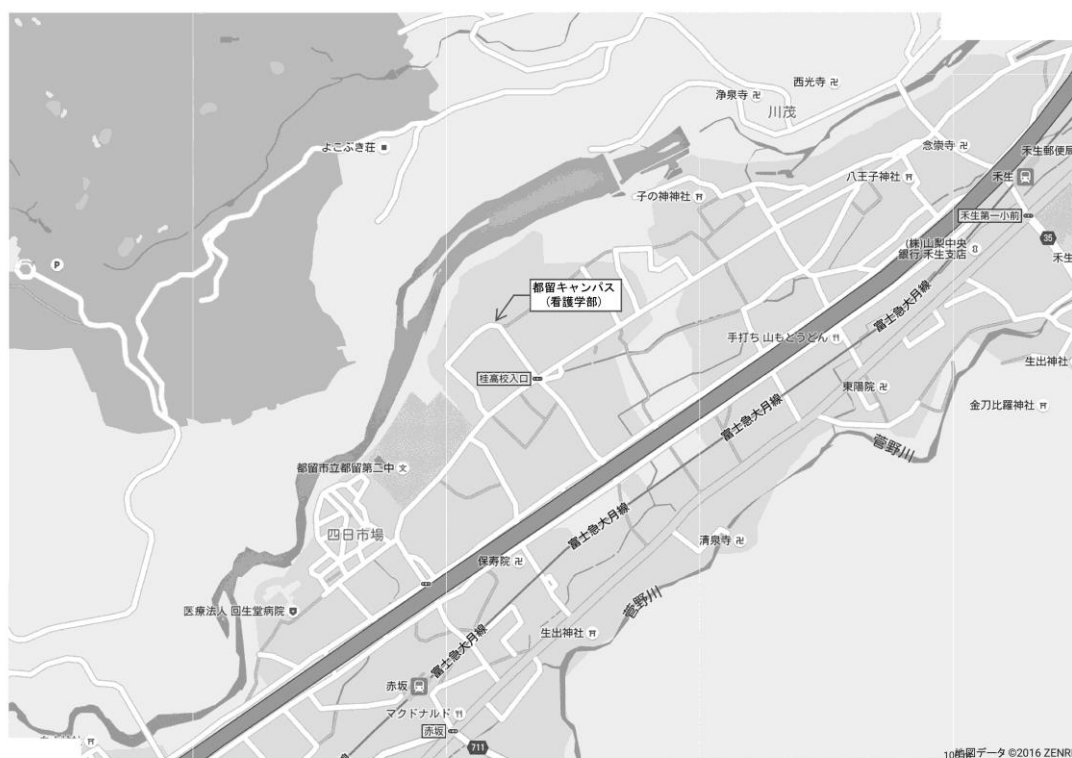 西光寺
浄泉寺
川茂
よこぶき荘
念崇寺
禾生郵便局
八王子神社
禾生
子の神神社
禾生第一小前
35
(株)山梨中央
銀行 禾生支店
禾生
P
都留キャンパス
(看護学部)
富士急大月線
手打ち 山もとうどん
生出神社
桂高校入口
東陽院
金刀比羅神社
富士急大月線
菅野川
都留市立都留第二中
文
富士急大月線
四日市場
清泉寺
保寿院
菅野川
医療法人 回生堂病院
生出神社
富士急大月線
赤坂
マクドナルド
赤坂
711
地図データ ©2016 ZENRI